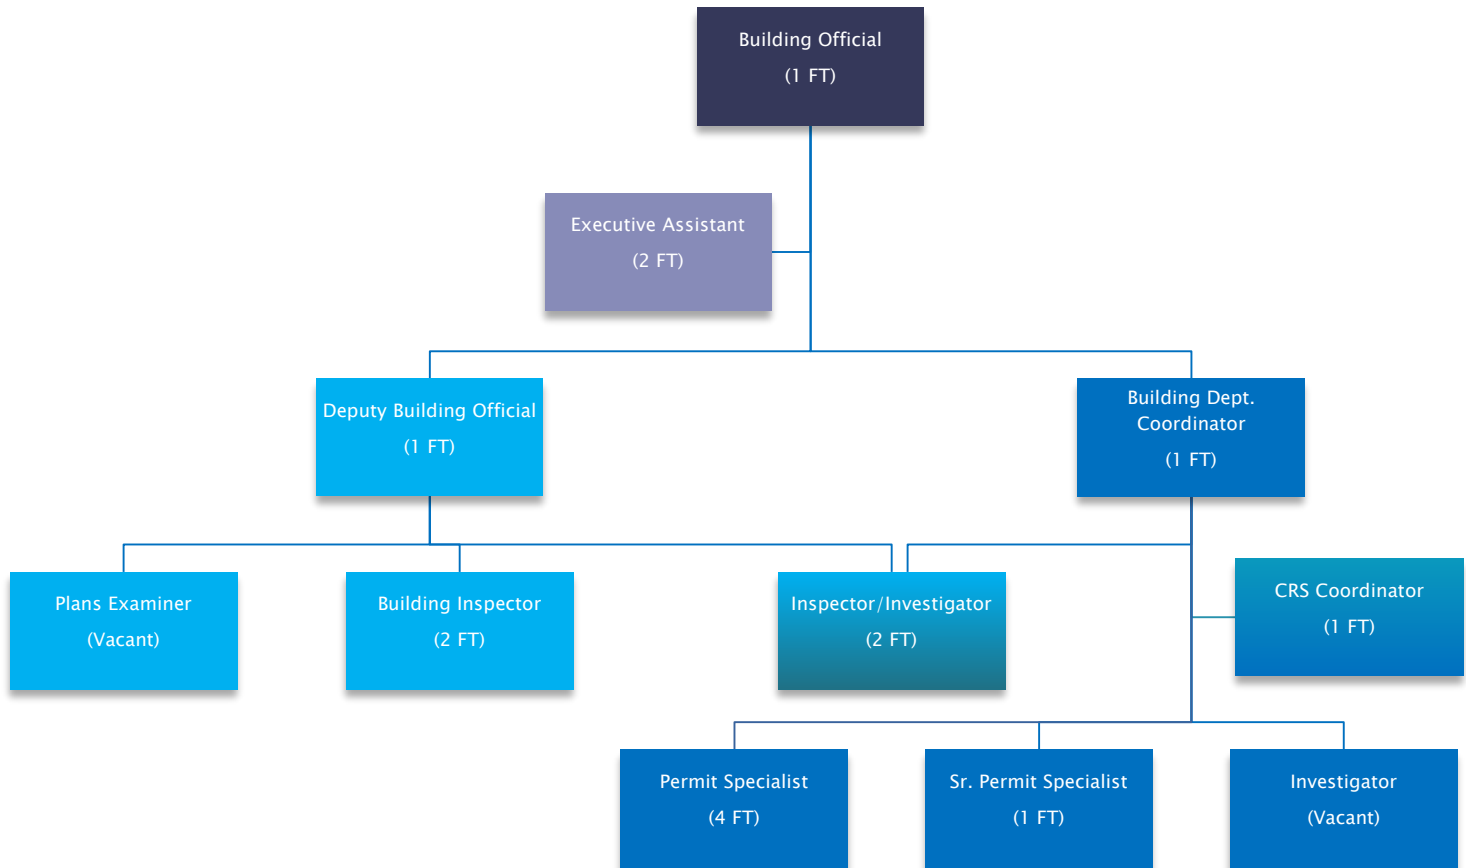 Building Official
(1 FT)
Executive Assistant
(2 FT)
Deputy Building Official
(1 FT)
Building Dept.
Coordinator
(1 FT)
Plans Examiner
(Vacant)
Building Inspector
(2 FT)
Inspector/Investigator
(2 FT)
CRS Coordinator
(1 FT)
Permit Specialist
(4 FT)
Sr. Permit Specialist
(1 FT)
Investigator
(Vacant)